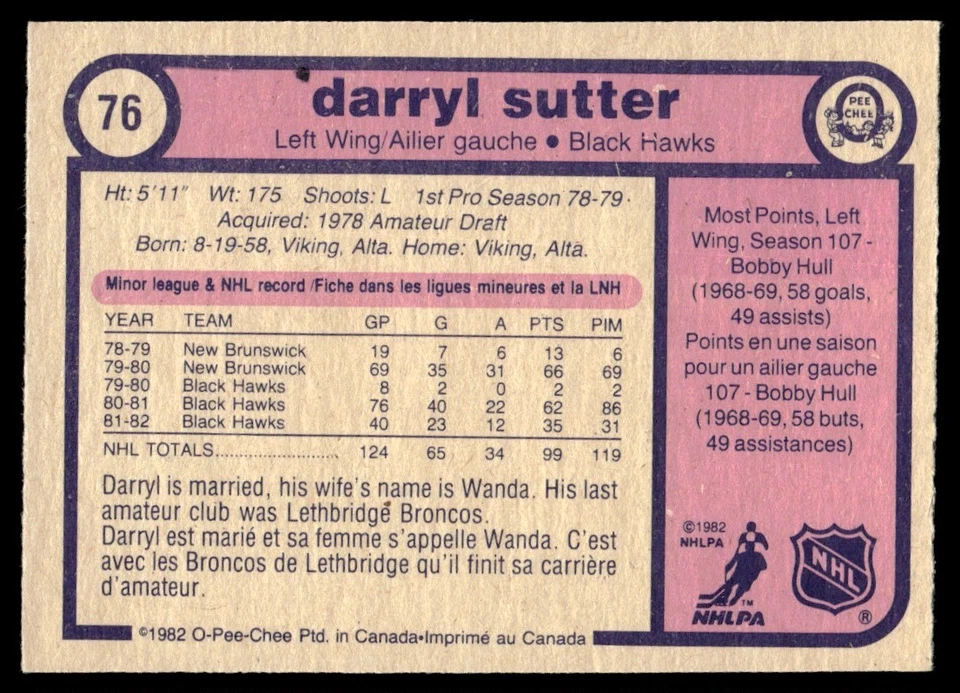 76
darryl sutter
PEE
CHEE
Left Wing/Ailier gauche • Black Hawks
Ht: 5'11" Wt: 175 Shoots: L 1st Pro Season 78-79
Acquired: 1978 Amateur Draft
Born: 8-19-58, Viking, Alta. Home: Viking, Alta.
Minor league & NHL record /Fiche dans les ligues mineures et la LNH
YEAR TEAM GP G A PTS PIM
78-79 New Brunswick 19 7 6 13 6
79-80 New Brunswick 69 35 31 66 69
79-80 Black Hawks 8 2 0 2 2
80-81 Black Hawks 76 40 22 62 86
81-82 Black Hawks 40 23 12 35 31
NHL TOTALS............................ 124 65 34 99 119
Darryl is married, his wife's name is Wanda. His last
amateur club was Lethbridge Broncos.
Darryl est marié et sa femme s'appelle Wanda. C'est
avec les Broncos de Lethbridge qu'il finit sa carrière
d'amateur.
©1982 O-Pee-Chee Ptd. in Canada•Imprimé au Canada
Most Points, Left
Wing, Season 107 -
Bobby Hull
(1968-69, 58 goals,
49 assists)
Points en une saison
pour un ailier gauche
107 - Bobby Hull
(1968-69, 58 buts,
49 assistances)
©1982
NHLPA
TM
NHLPA
NHL
®